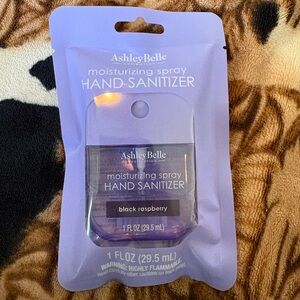 AshleyBelle
moisturizing spray
HAND SANITIZER
AshleyBelle
moisturizing spray
HAND SANITIZER
black raspberry
1 FL OZ (29.5 mL)
1 FL OZ (29.5 mL)
WARNING: HIGHLY FLAMMABLE